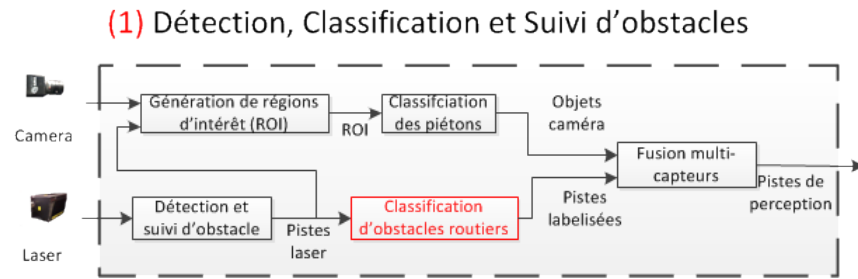 (1) Détection, Classification et Suivi d'obstacles
Camera
Génération de régions
d'intérêt (ROI)
ROI
Classifciation
des piétons
Objets
caméra
Fusion multi-
capteurs
Pistes de
perception
Laser
Détection et
suivi d'obstacle
Pistes
laser
Classification
d'obstacles routiers
Pistes
labelisées